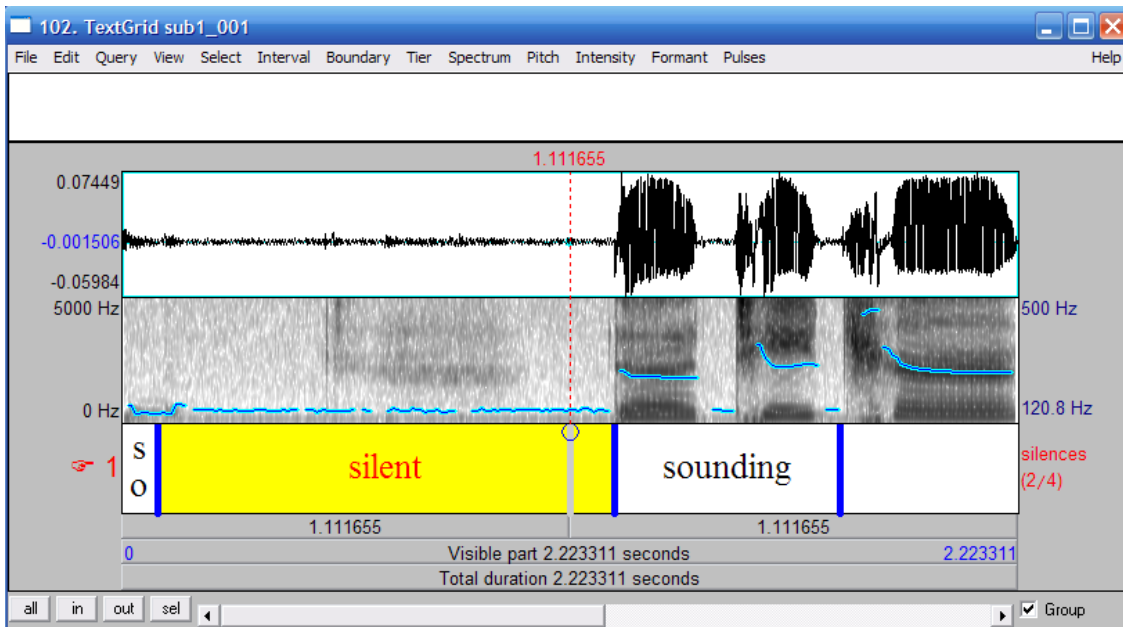 102. TextGrid sub1_001
File Edit Query View Select Interval Boundary Tier Spectrum Pitch Intensity Formant Pulses Help
1.111655
0.07449
-0.001506
-0.05984
5000 Hz
500 Hz
0 Hz
120.8 Hz
☞ 1
s
o
silent
sounding
silences
(2/4)
1.111655 1.111655
0 Visible part 2.223311 seconds 2.223311
Total duration 2.223311 seconds
all in out sel Group